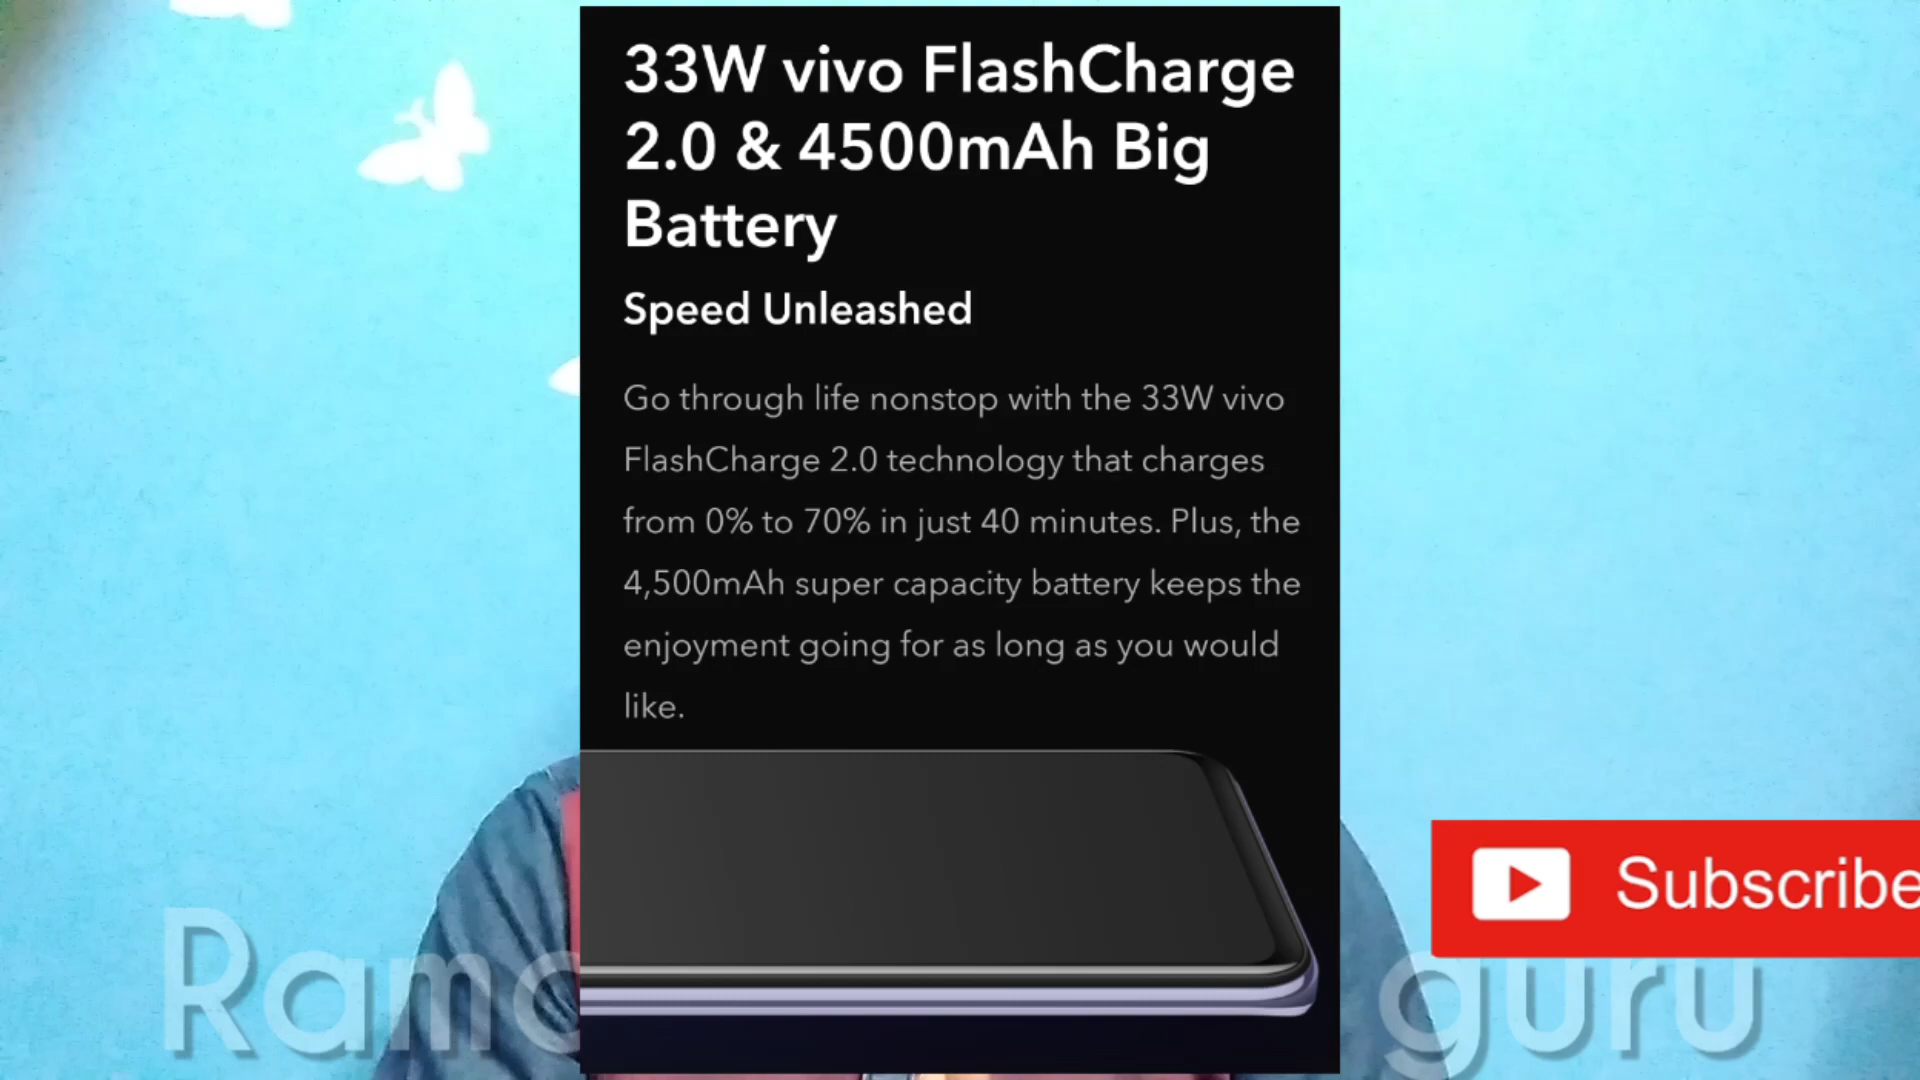 33W vivo FlashCharge
2.0 & 4500mAh Big
Battery
Speed Unleashed
Go through life nonstop with the 33W vivo
FlashCharge 2.0 technology that charges
from 0% to 70% in just 40 minutes. Plus, the
4,500mAh super capacity battery keeps the
enjoyment going for as long as you would
like.
Subscribe
guru